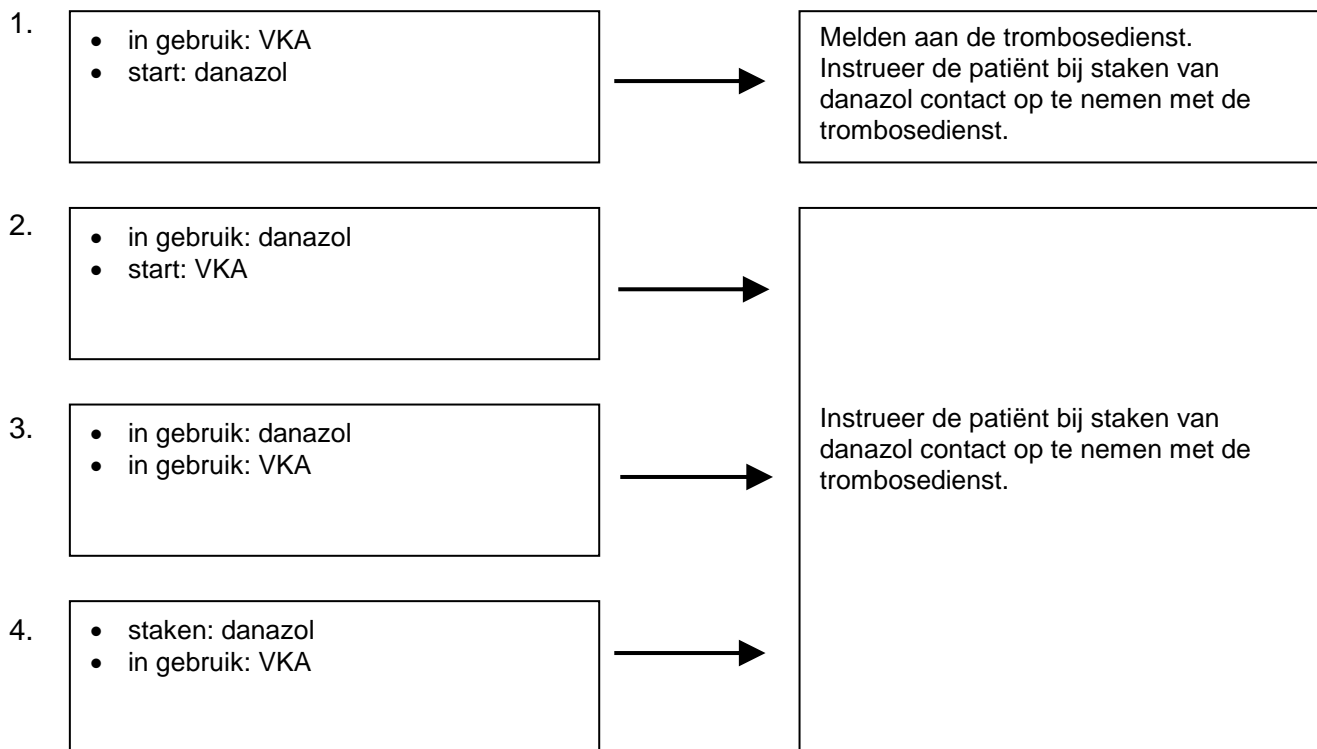 1.
• in gebruik: VKA
• start: danazol
Melden aan de trombosedienst.
Instrueer de patiënt bij staken van
danazol contact op te nemen met de
trombosedienst.
2.
• in gebruik: danazol
• start: VKA
3.
• in gebruik: danazol
• in gebruik: VKA
Instrueer de patiënt bij staken van
danazol contact op te nemen met de
trombosedienst.
4.
• staken: danazol
• in gebruik: VKA